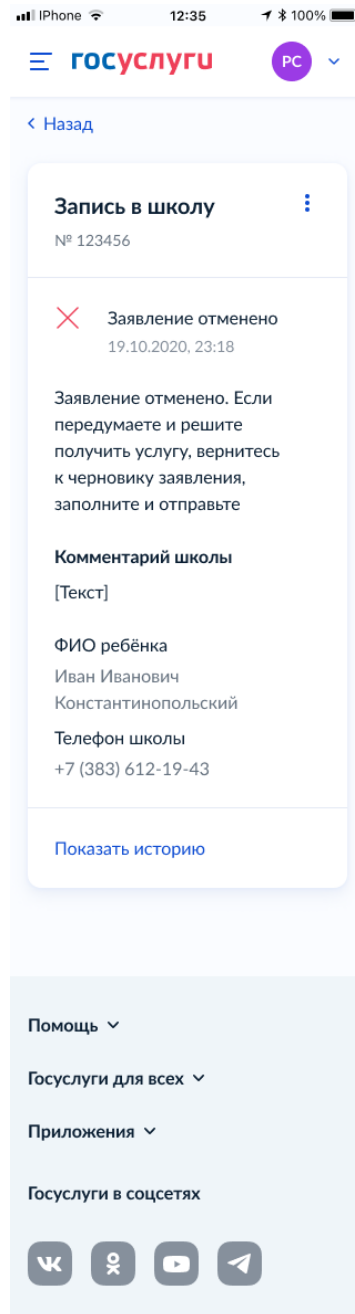 IPhone 12:35 100%
госуслуги РС
Назад
Запись в школу
№ 123456
Заявление отменено
19.10.2020, 23:18
Заявление отменено. Если
передумаете и решите
получить услугу, вернитесь
к черновику заявления,
заполните и отправьте
Комментарий школы
[Текст]
ФИО ребёнка
Иван Иванович
Константинопольский
Телефон школы
+7 (383) 612-19-43
Показать историю
Помощь
Госуслуги для всех
Приложения
Госуслуги в соцсетях